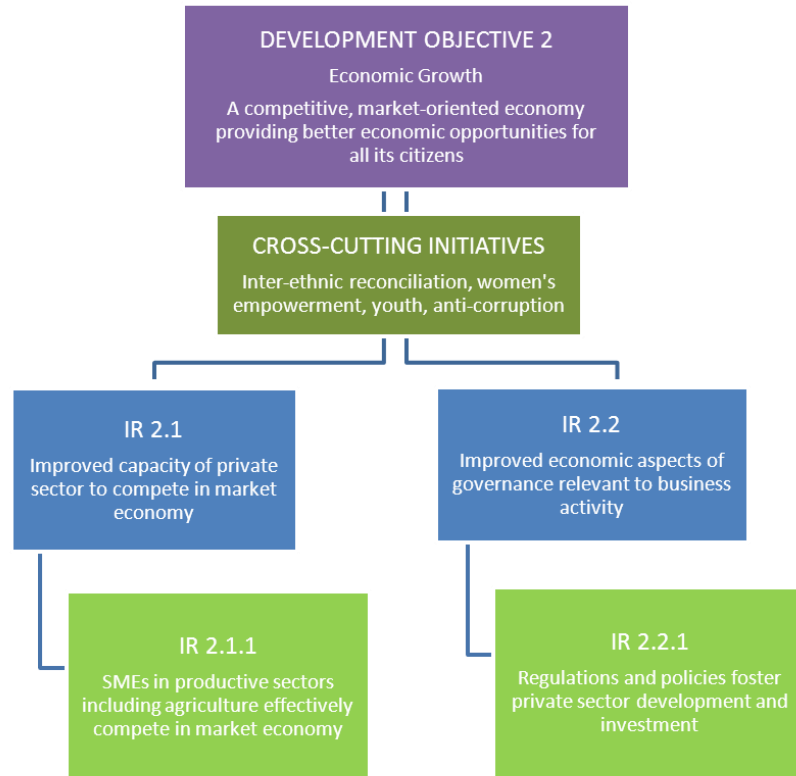 DEVELOPMENT OBJECTIVE 2
Economic Growth
A competitive, market-oriented economy
providing better economic opportunities for
all its citizens
CROSS-CUTTING INITIATIVES
Inter-ethnic reconciliation, women's
empowerment, youth, anti-corruption
IR 2.1
Improved capacity of private
sector to compete in market
economy
IR 2.2
Improved economic aspects of
governance relevant to business
activity
IR 2.1.1
SMEs in productive sectors
including agriculture effectively
compete in market economy
IR 2.2.1
Regulations and policies foster
private sector development and
investment